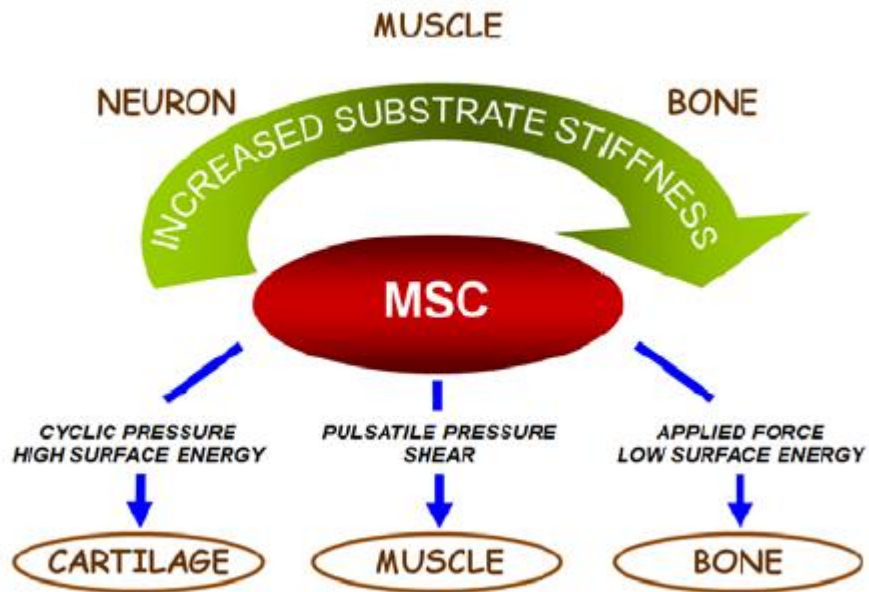 MUSCLE
NEURON
BONE
INCREASED SUBSTRATE STIFFNESS
MSC
CYCLIC PRESSURE
HIGH SURFACE ENERGY
PULSATILE PRESSURE
SHEAR
APPLIED FORCE
LOW SURFACE ENERGY
CARTILAGE
MUSCLE
BONE